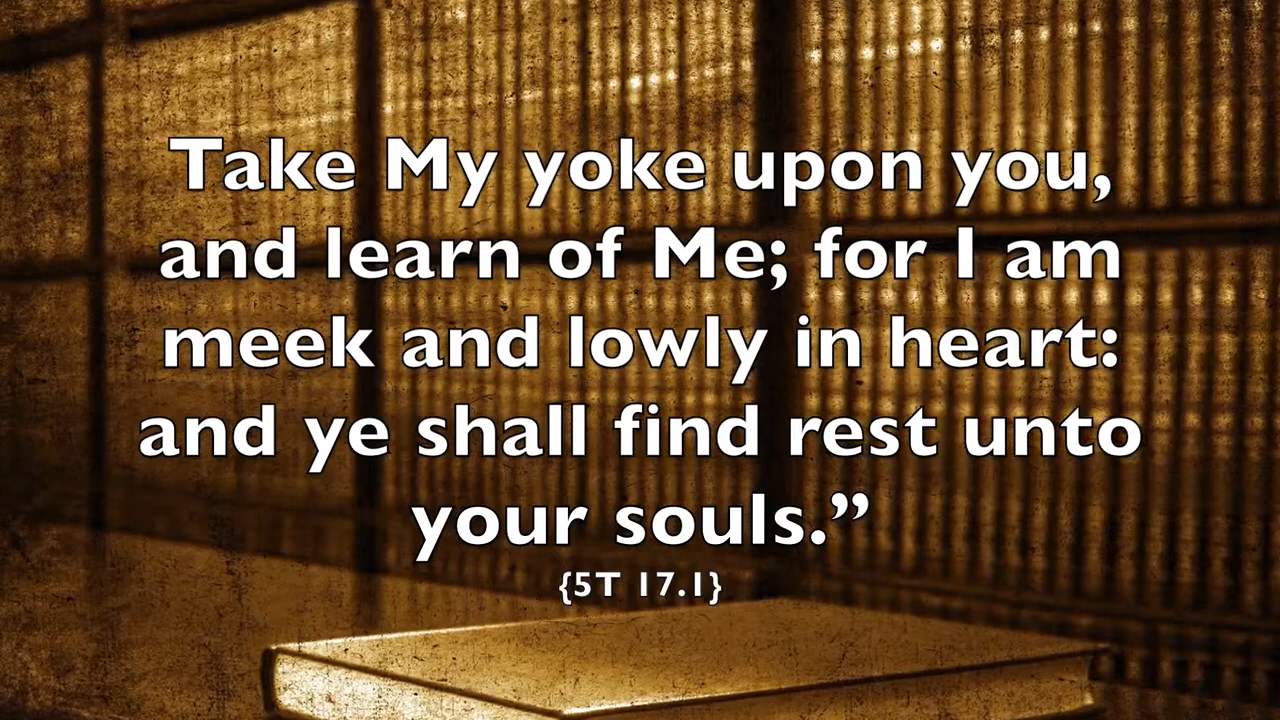 Take My yoke upon you,
and learn of Me; for I am
meek and lowly in heart:
and ye shall find rest unto
your souls.”
{5T 17.1}